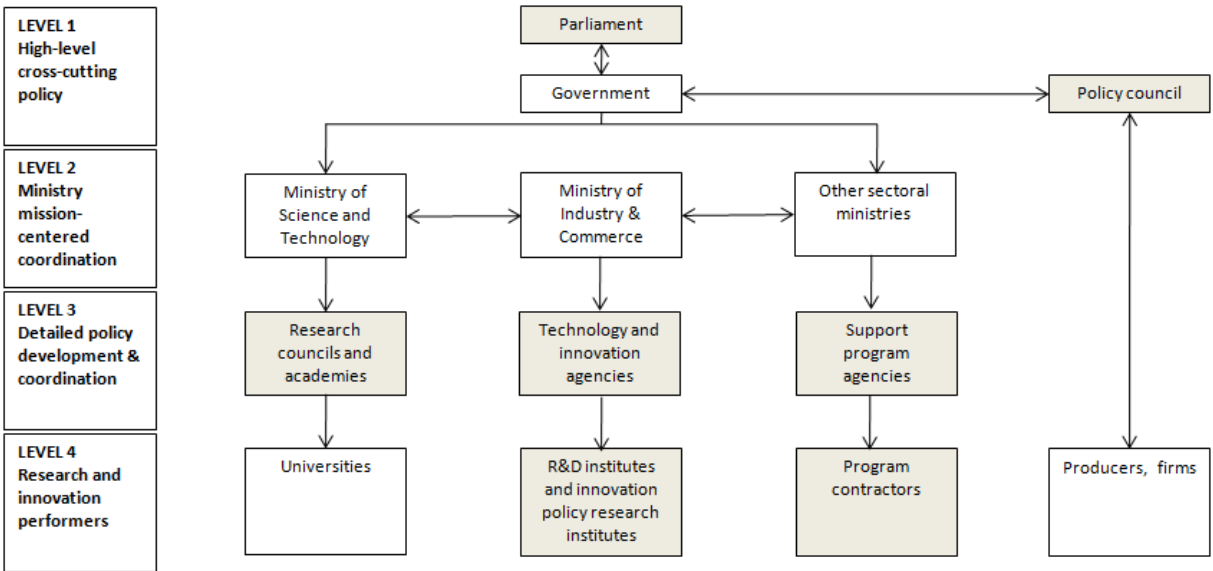 LEVEL 1
High-level
cross-cutting
policy
Parliament
Government
Policy council
LEVEL 2
Ministry
mission-
centered
coordination
Ministry of
Science and
Technology
Ministry of
Industry &
Commerce
Other sectoral
ministries
LEVEL 3
Detailed policy
development &
coordination
Research
councils and
academies
Technology and
innovation
agencies
Support
program
agencies
LEVEL 4
Research and
innovation
performers
Universities
R&D institutes
and innovation
policy research
institutes
Program
contractors
Producers, firms